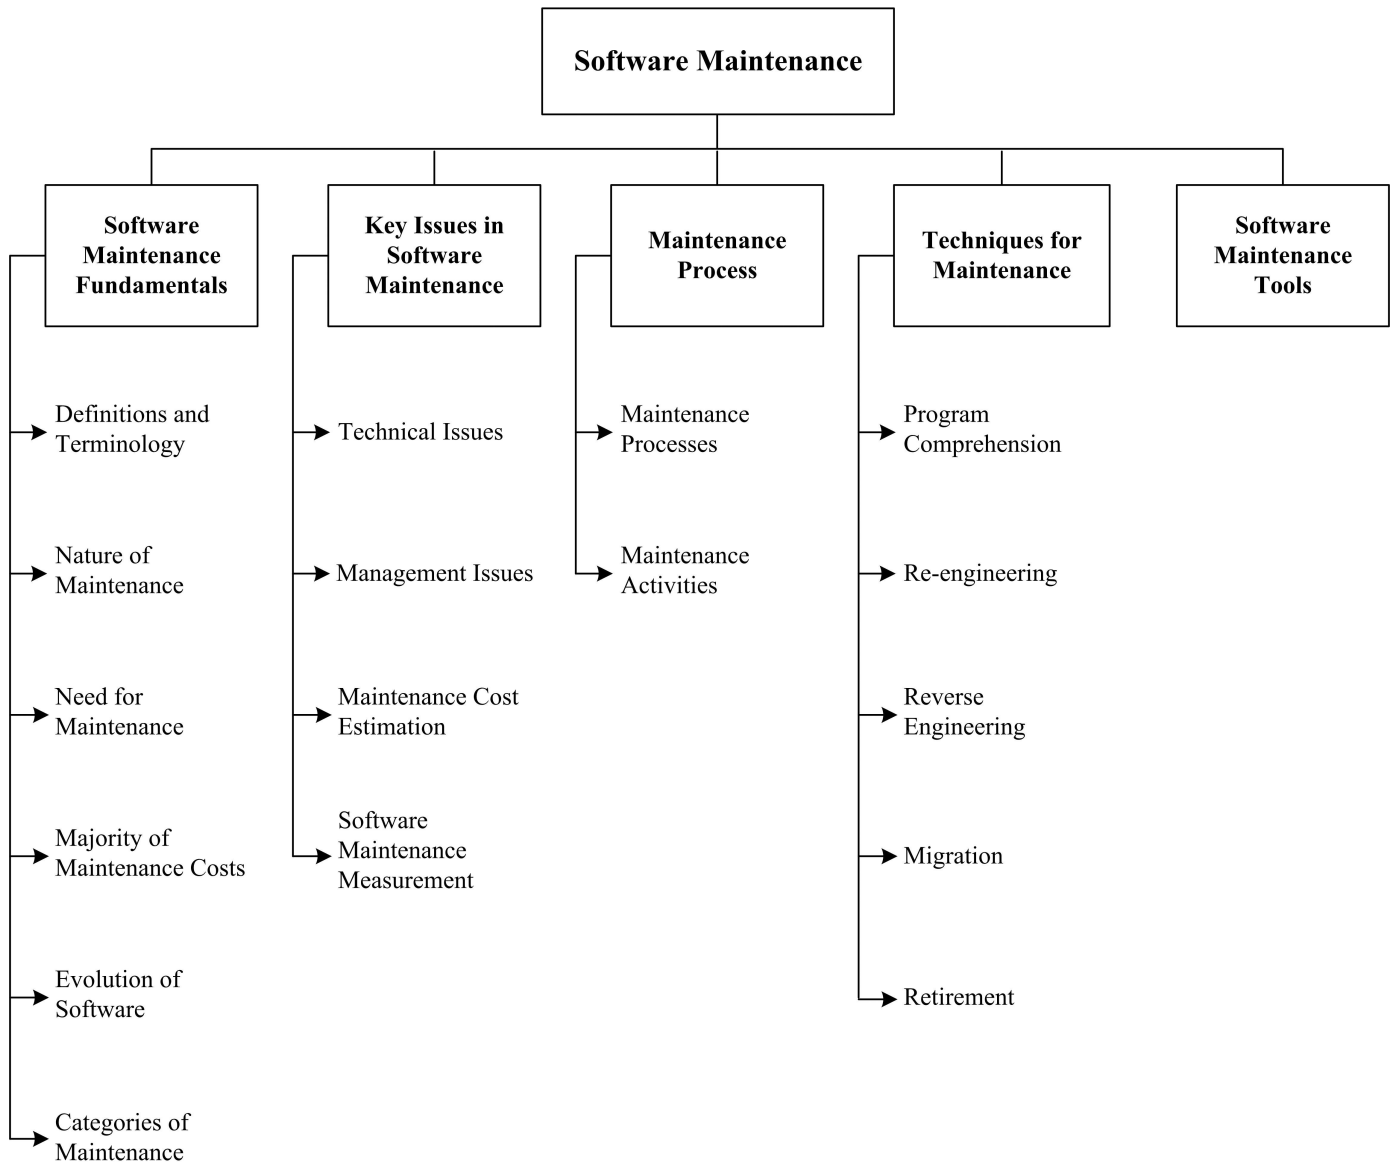 Software Maintenance
Software
Maintenance
Fundamentals
Definitions and
Terminology
Nature of
Maintenance
Need for
Maintenance
Majority of
Maintenance Costs
Evolution of
Software
Categories of
Maintenance
Key Issues in
Software
Maintenance
Technical Issues
Management Issues
Maintenance Cost
Estimation
Software
Maintenance
Measurement
Maintenance
Process
Maintenance
Processes
Maintenance
Activities
Techniques for
Maintenance
Program
Comprehension
Re-engineering
Reverse
Engineering
Migration
Retirement
Software
Maintenance
Tools